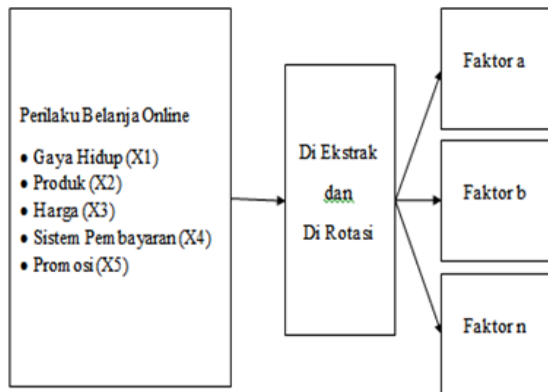 Perilaku Belanja Online
• Gaya Hidup (X1)
• Produk (X2)
• Harga (X3)
• Sistem Pembayaran (X4)
• Promosi (X5)
Di Ekstrak
dan
Di Rotasi
Faktor a
Faktor b
Faktor n